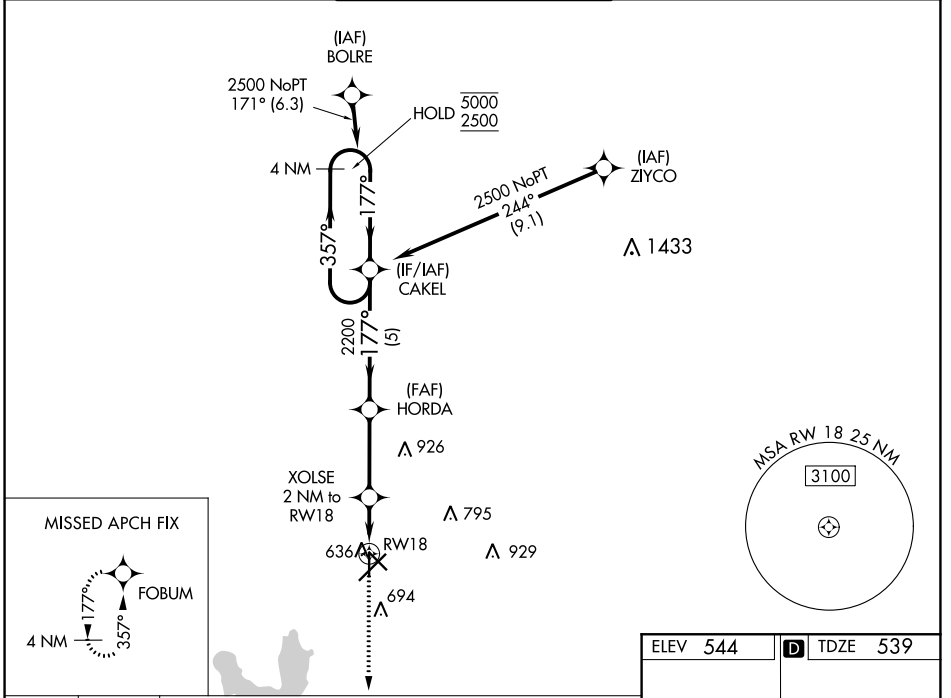 (IAF)
BOLRE
2500 NoPT
171° (6.3)
HOLD 5000
2500
4 NM
177°
357°
(IAF)
ZIYCO
2500 NoPT
244°
(9.1)
1433
(IF/IAF)
CAKEL
2200
177°
(5)
(FAF)
HORDA
926
XOLSE
2 NM to
RW18
795
636
RW18
929
694
MSA RW 18 25 NM
3100
MISSED APCH FIX
FOBUM
177°
357°
4 NM
ELEV 544
D TDZE 539